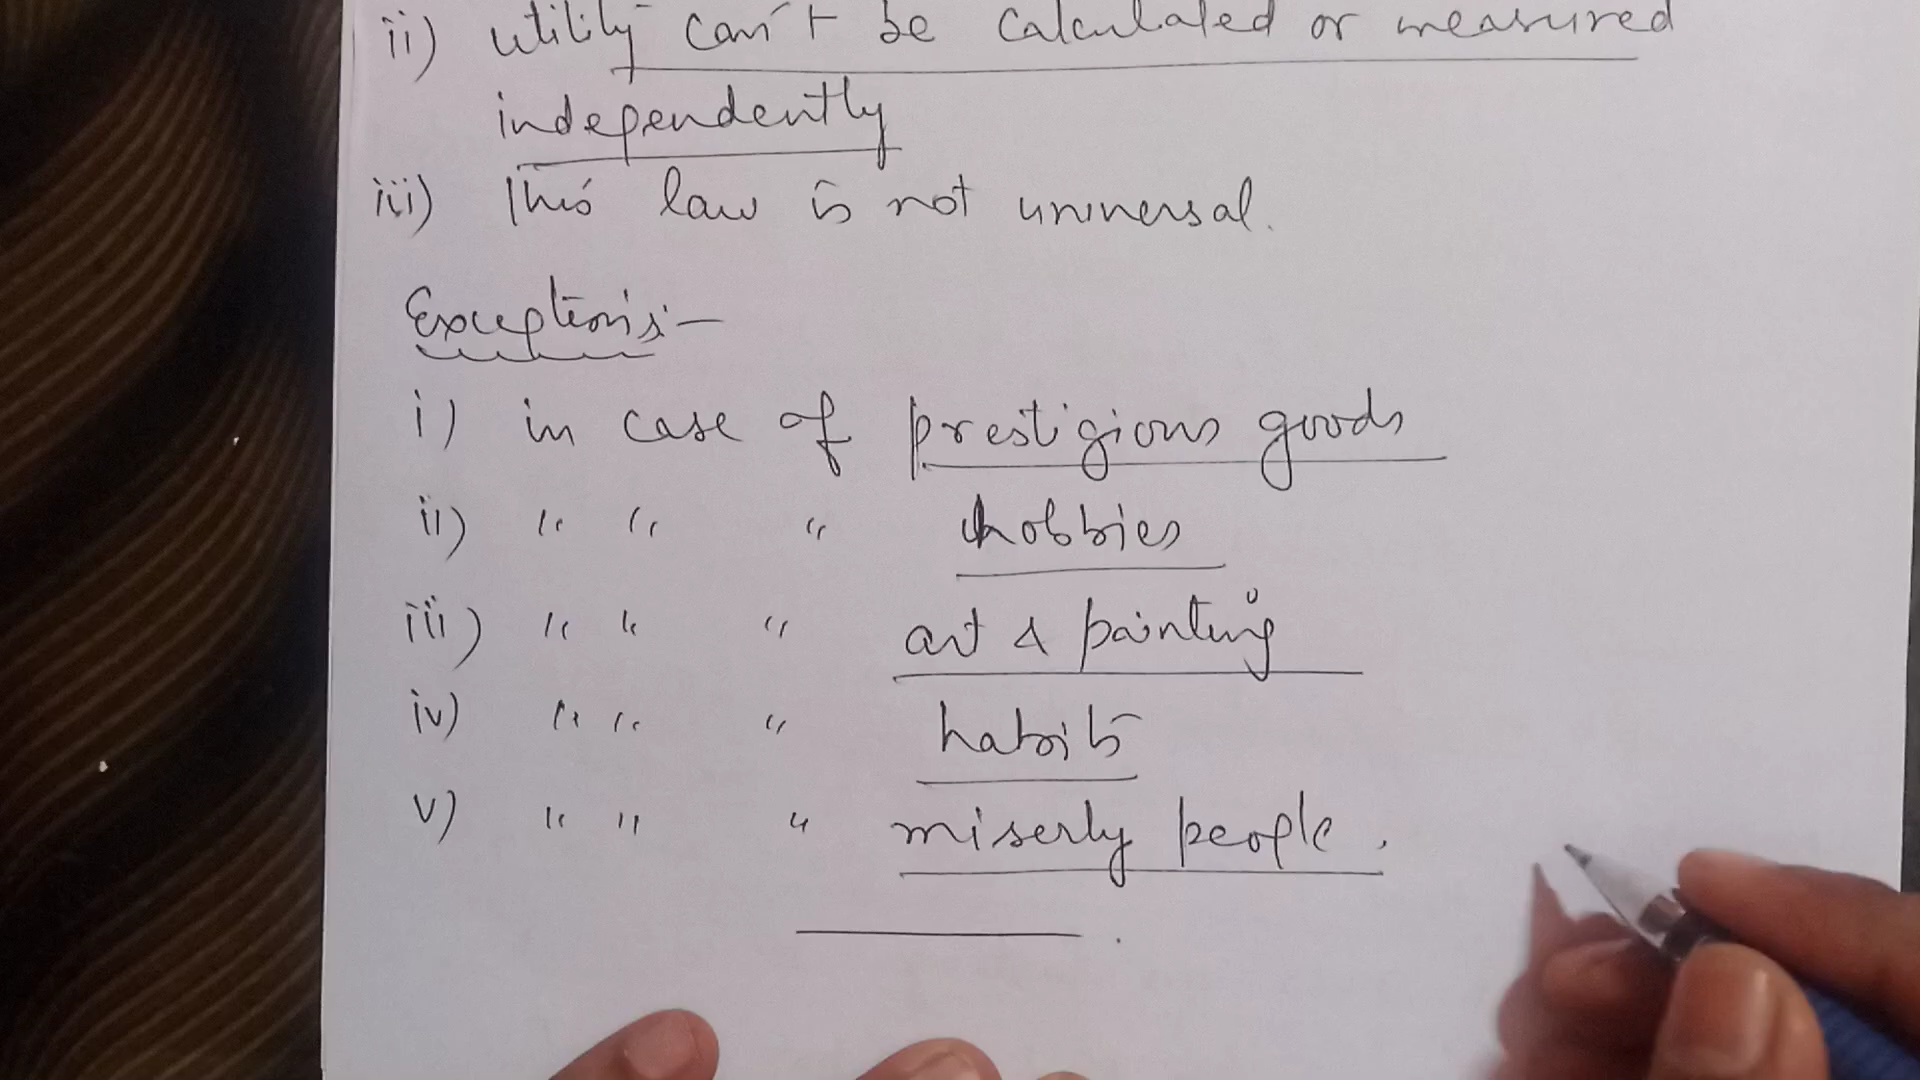 ii) utility can't be calculated or measured
independently
iii) This law is not universal.
Exceptions:-
i) in case of prestigious goods
ii) " " " hobbies
iii) " " " art & painting
iv) " " " habits
v) " " " miserly people.